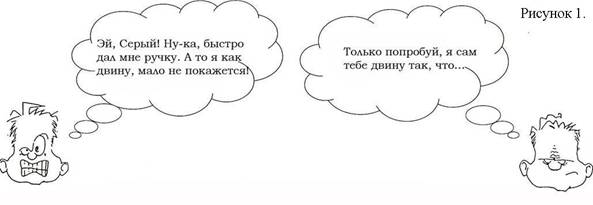 Рисунок 1.
Эй, Серый! Ну-ка, быстро
дал мне ручку. А то я как
двину, мало не покажется!
Только попробуй, я сам
тебе двину так, что...